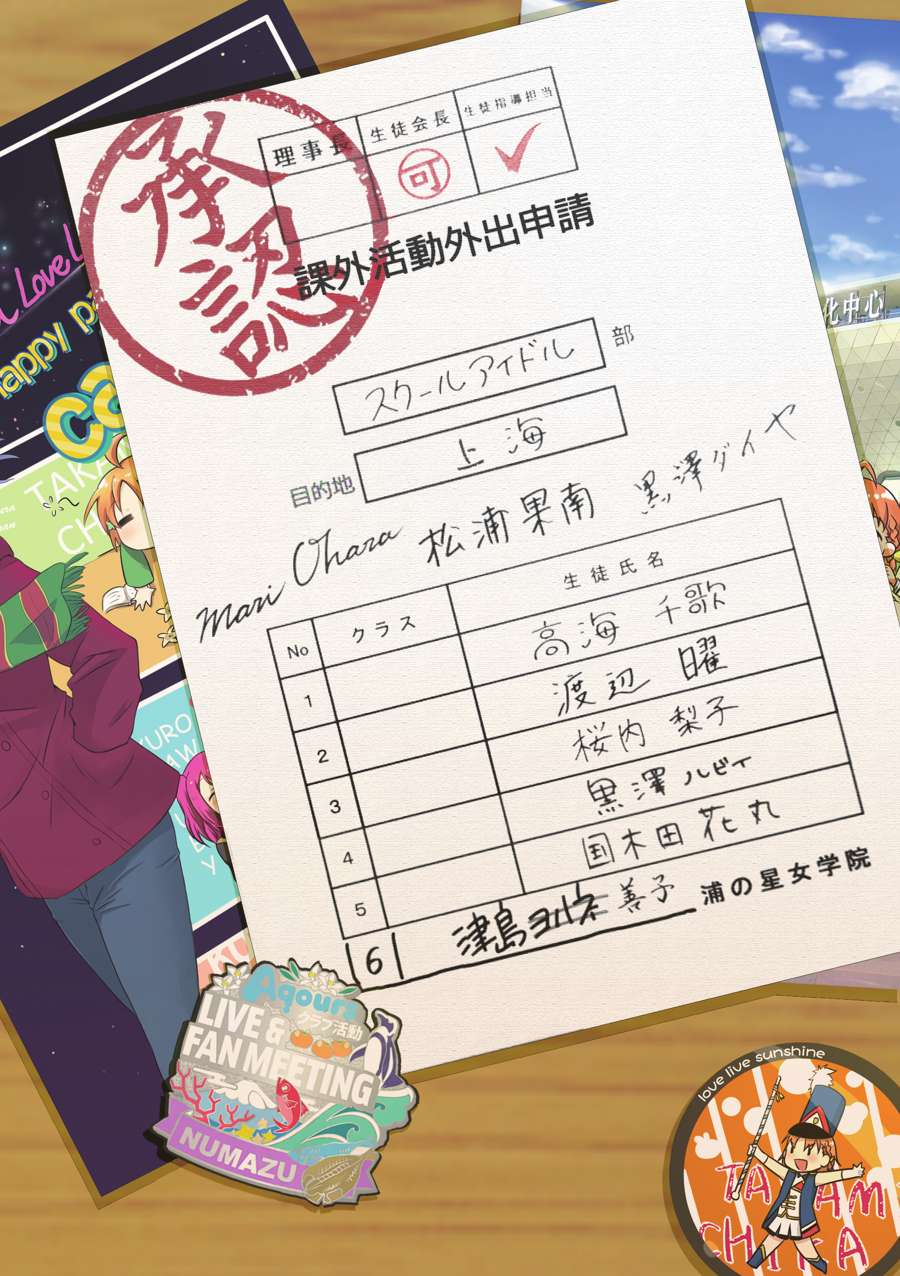 承認
理事長 生徒会長 生徒指導担当
可
課外活動外出申請
スクールアイドル 部
目的地 上海
Mari Ohara 松浦果南 黒澤ダイヤ
No クラス 生徒氏名
1 高海 千歌
2 渡辺 曜
3 桜内 梨子
4 黒澤 ルビィ
5 国木田 花丸
6 津島ヨハネ 善子
浦の星女学院
Love
happy pa
ca
TAKA
CH
KURO
AW
Y
KU
化中心
Aqours
クラブ活動
LIVE &
FAN MEETING
NUMAZU
love live sunshine
TA AM
CHIKA